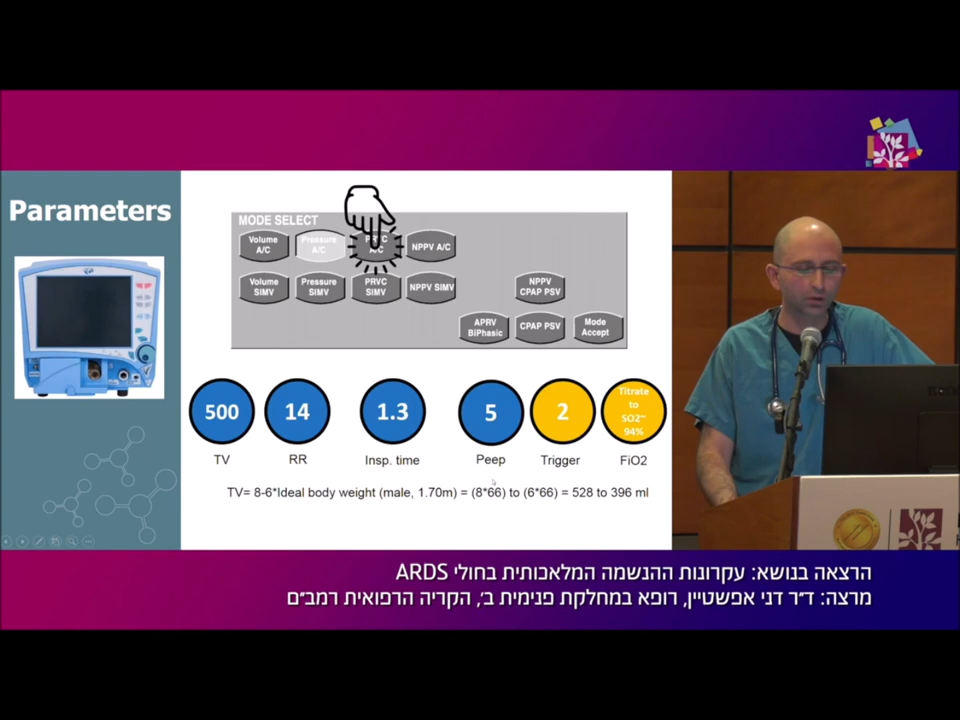 Parameters
MODE SELECT
Volume A/C
Pressure A/C
NPPV A/C
Volume SIMV
Pressure SIMV
PRVC SIMV
NPPV SIMV
NPPV CPAP PSV
APRV BiPhasic
CPAP PSV
Mode Accept
500
14
1.3
5
2
Titrate
to
SO2~
94%
TV
RR
Insp. time
Peep
Trigger
FiO2
TV= 8-6*Ideal body weight (male, 1.70m) = (8*66) to (6*66) = 528 to 396 ml
הרצאה בנושא: עקרונות ההנשמה המלאכותית בחולי ARDS
מרצה: ד״ר דני אפשטיין, רופא במחלקת פנימית ב׳, הקריה הרפואית רמב״ם